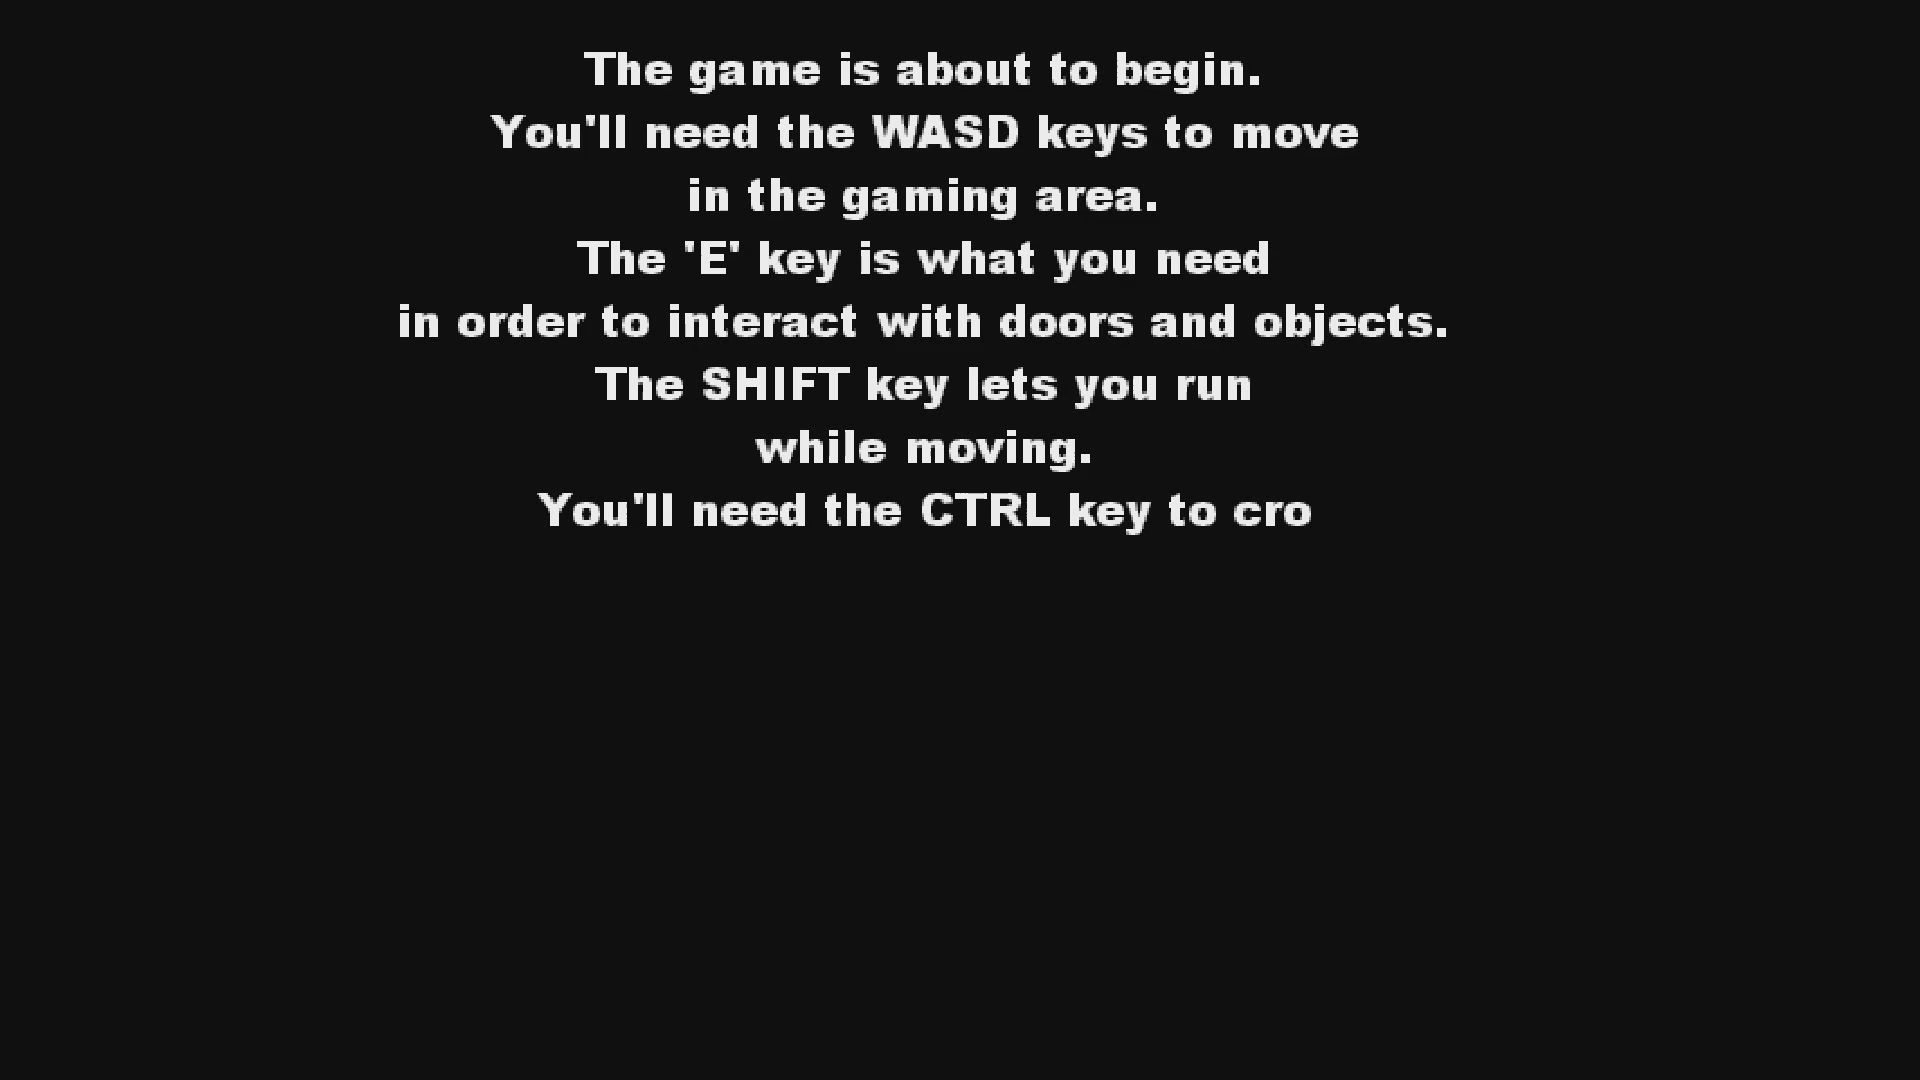 The game is about to begin.
You'll need the WASD keys to move
in the gaming area.
The 'E' key is what you need
in order to interact with doors and objects.
The SHIFT key lets you run
while moving.
You'll need the CTRL key to cro